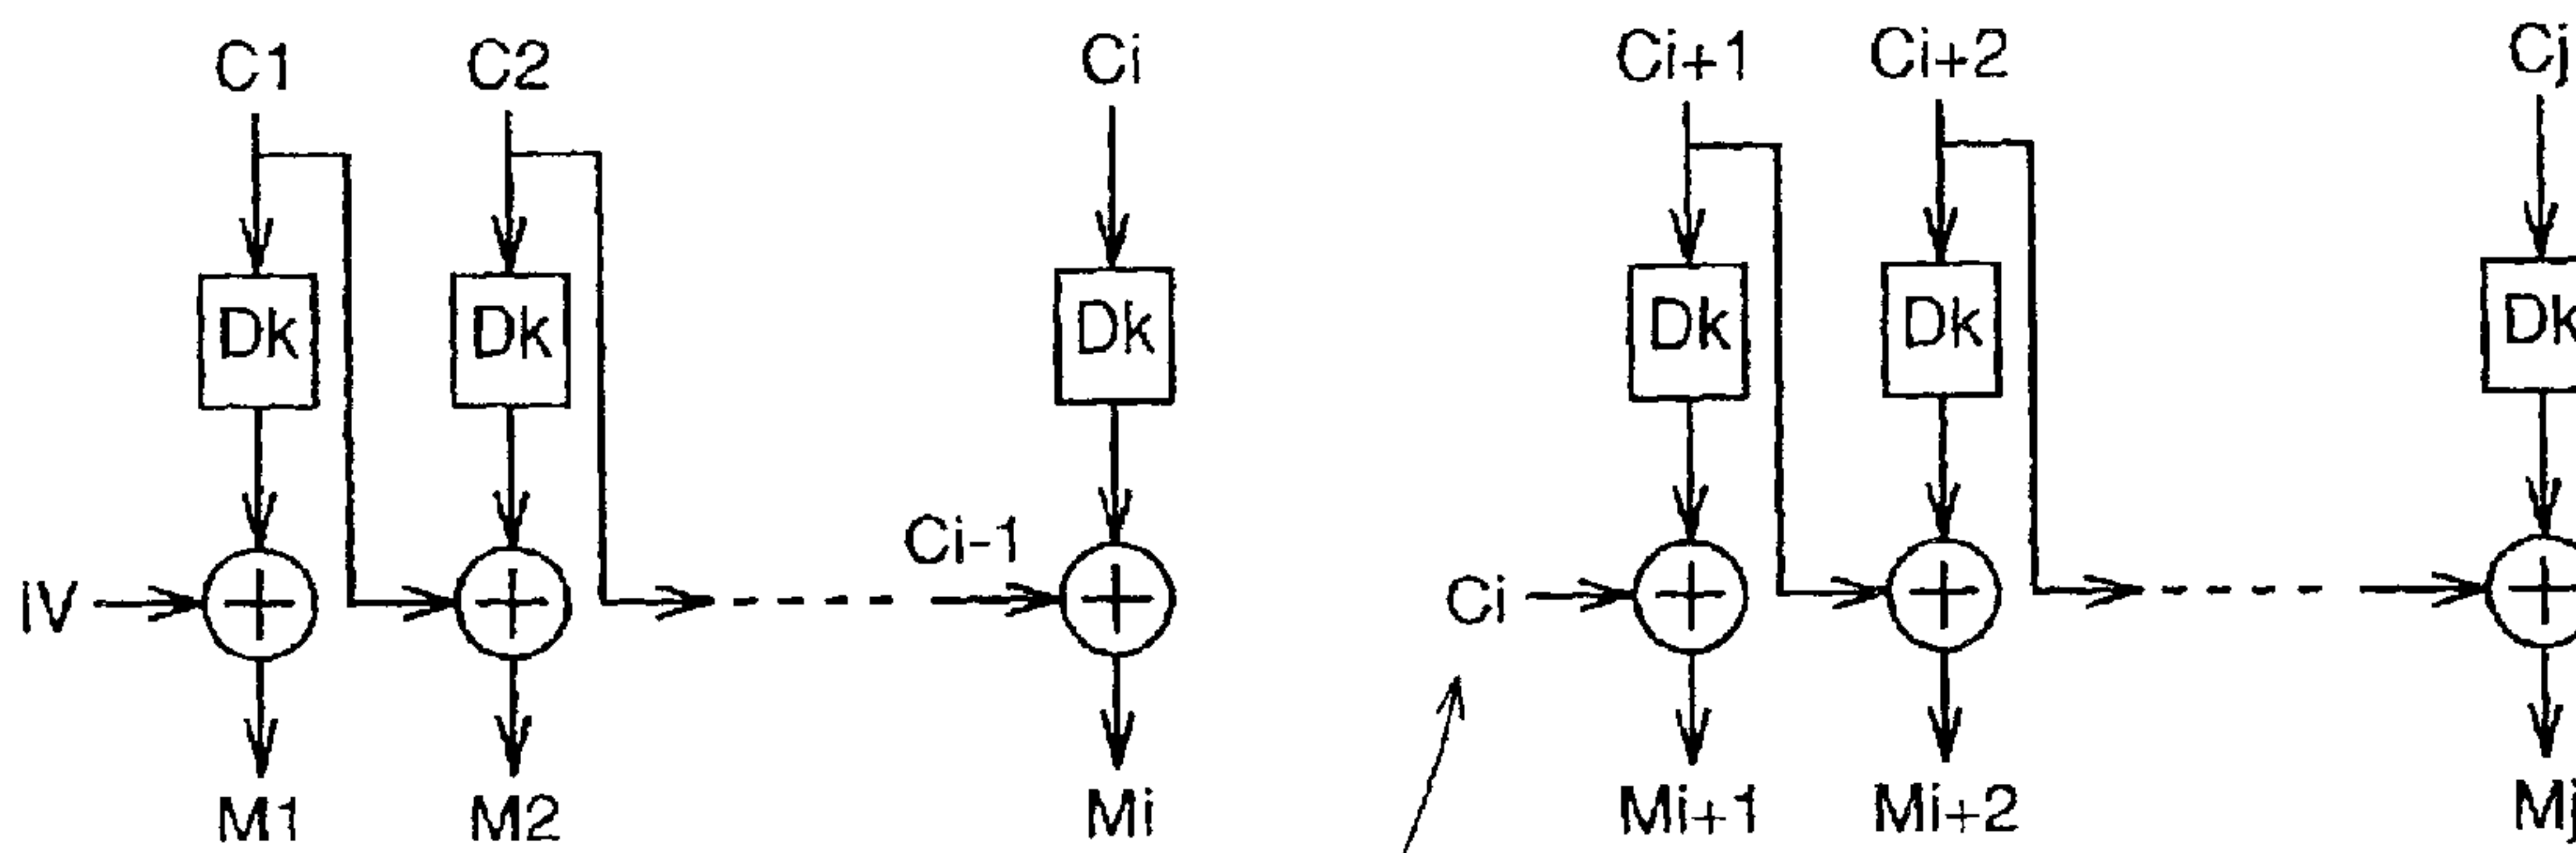 C1 C2 Ci Ci+1 Ci+2 Cj
Dk Dk Dk Dk Dk Dk
Ci-1
IV Ci
M1 M2 Mi Mi+1 Mi+2 Mj